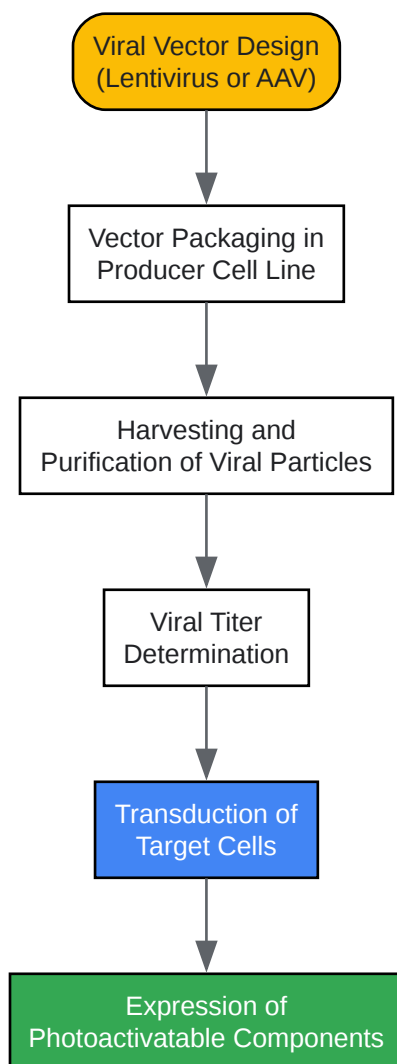 Viral Vector Design
(Lentivirus or AAV)
Vector Packaging in
Producer Cell Line
Harvesting and
Purification of Viral Particles
Viral Titer
Determination
Transduction of
Target Cells
Expression of
Photoactivatable Components